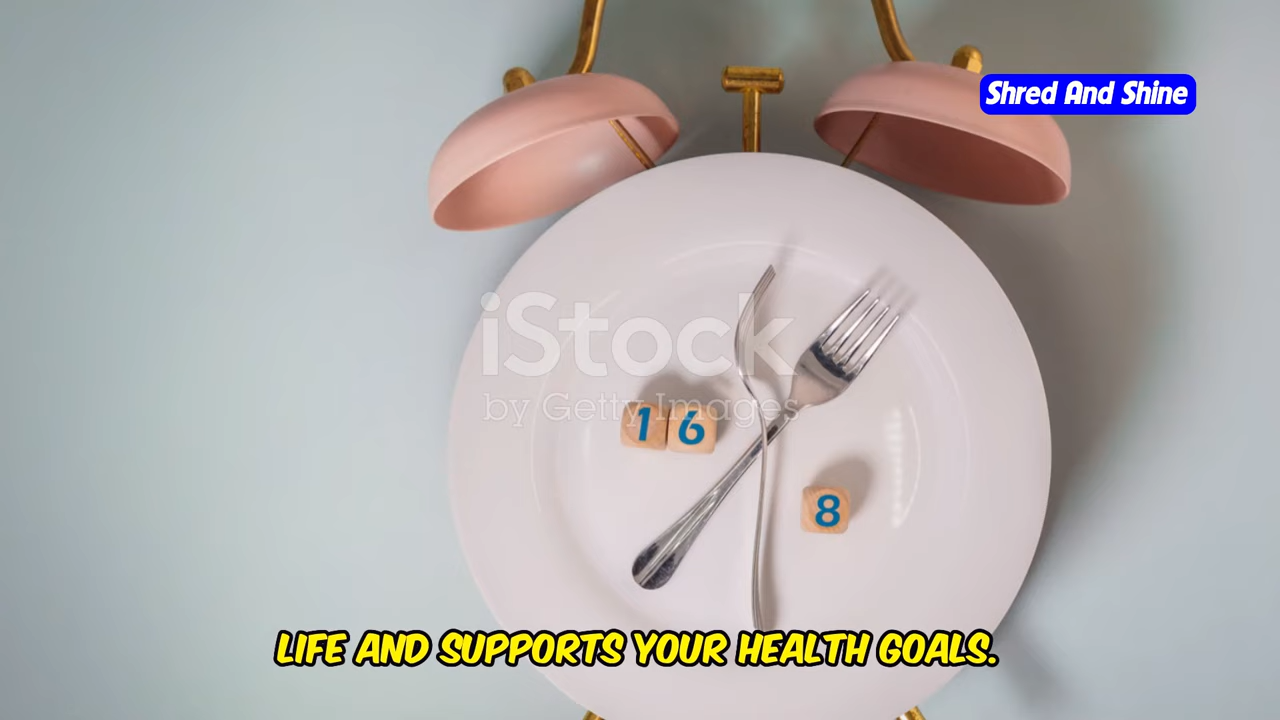 Shred And Shine
iStock
by Getty Images
16
8
LIFE AND SUPPORTS YOUR HEALTH GOALS.